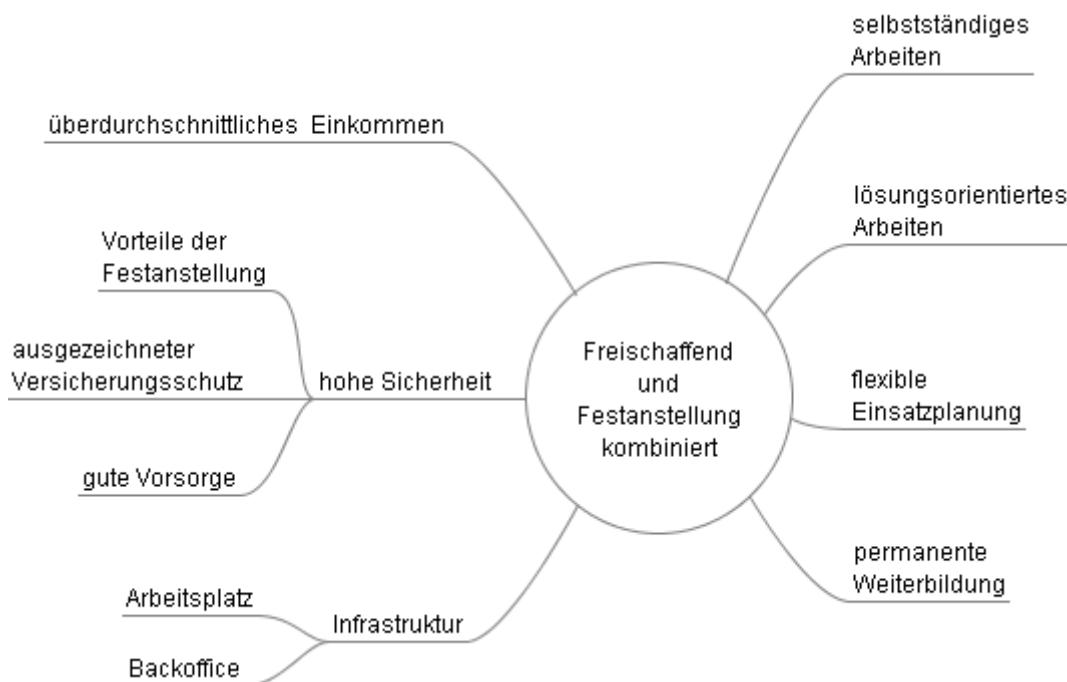 selbstständiges
Arbeiten
überdurchschnittliches Einkommen
lösungsorientiertes
Arbeiten
Vorteile der
Festanstellung
ausgezeichneter
Versicherungsschutz
hohe Sicherheit
gute Vorsorge
Freischaffend
und
Festanstellung
kombiniert
flexible
Einsatzplanung
permanente
Weiterbildung
Arbeitsplatz
Infrastruktur
Backoffice